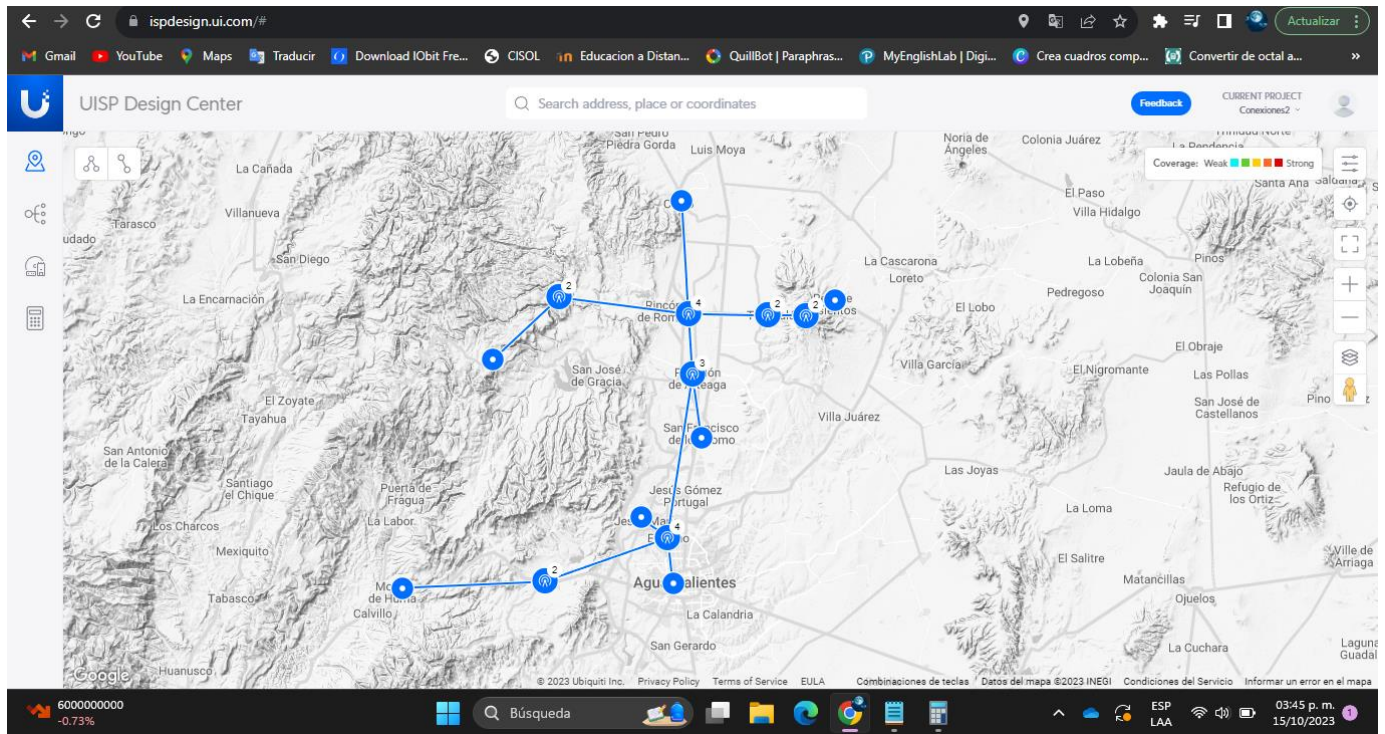 ispdesign.ui.com/#
Actualizar
Gmail YouTube Maps Traducir Download IObit Fre... CISOL Educacion a Distan... QuillBot | Paraphras... MyEnglishLab | Digi... Crea cuadros comp... Convertir de octal a... »
UISP Design Center
Search address, place or coordinates
Feedback
CURRENT PROJECT
Conexiones2
San Pedro
Piedra Gorda
Luis Moya
Noria de
Ángeles
Colonia Juárez
Coverage: Weak Strong
La Cañada
Santa Ana
El Paso
Villa Hidalgo
Villanueva
Tarasco
San Diego
La Cascarona
Loreto
La Lobeña
Pinos
Colonia San
Joaquín
2
La Encarnación
Pedregoso
4
2
2
El Lobo
El Obraje
San José
de Gracia
3
Villa García
El Nigromante
Las Pollas
El Zoyate
Tayahua
San José de
Castellanos
Villa Juárez
San Antonio
de la Calera
Las Joyas
Jaula de Abajo
Santiago
el Chique
Puerta de
Fragua
Jesús Gómez
Portugal
Refugio de
los Ortiz
La Loma
Los Charcos
La Labor
4
Mexiquito
El Salitre
Ville de
Arriaga
2
Matancillas
Tabasco
Calvillo
Ojuelos
La Calandria
San Gerardo
La Cuchara
Google
Huanusco
© 2023 Ubiquiti Inc. Privacy Policy Terms of Service EULA Combinaciones de teclas Datos del mapa ©2023 INEGI Condiciones del Servicio Informar un error en el mapa
6000000000
-0.73%
Búsqueda
ESP
LAA
03:45 p. m.
15/10/2023
1